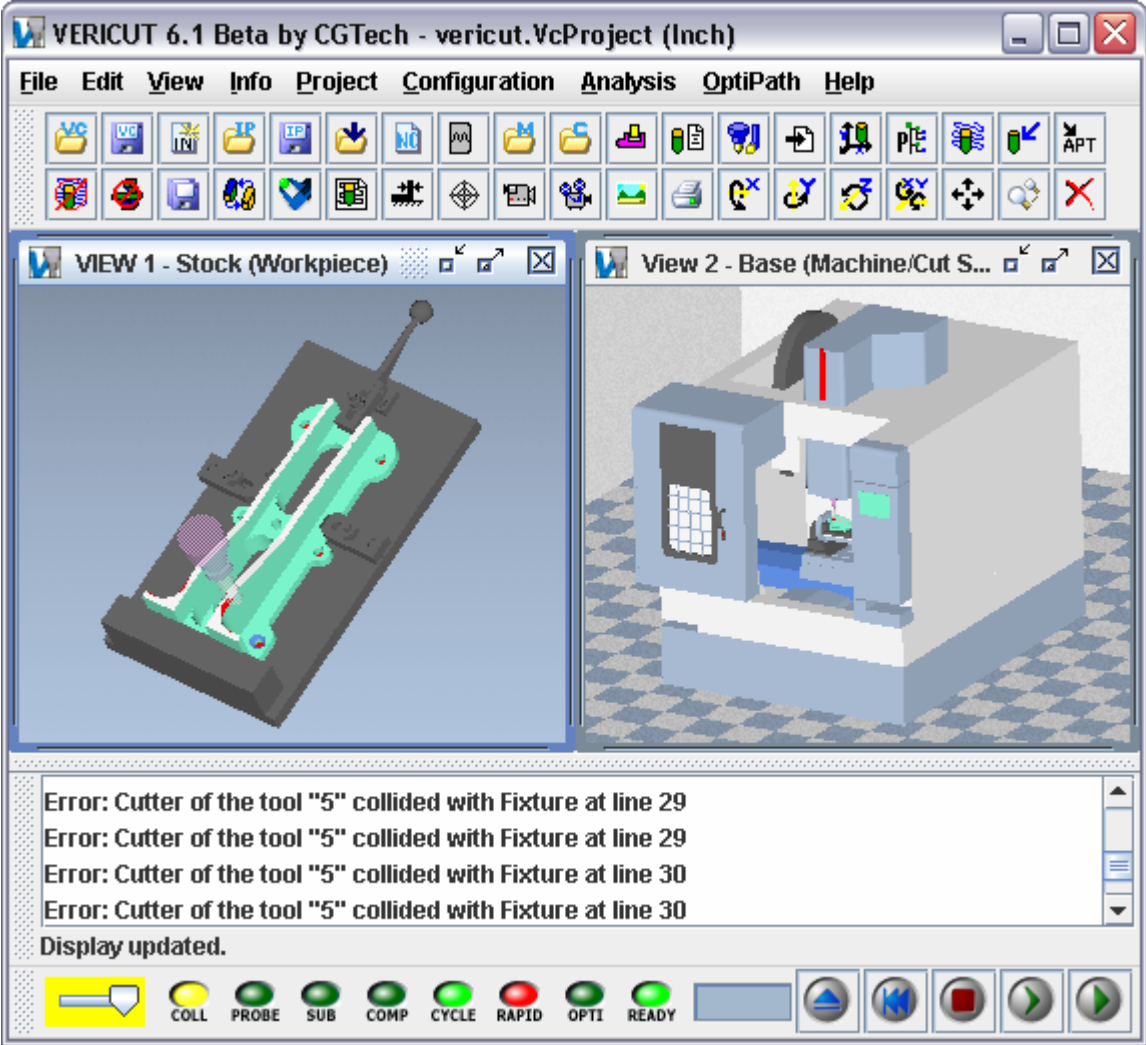 VERICUT 6.1 Beta by CGTech - vericut.VcProject (Inch)
File Edit View Info Project Configuration Analysis OptiPath Help
VC VC IN IP IP NC M C APT
X Y Z XY
VIEW 1 - Stock (Workpiece)
View 2 - Base (Machine/Cut S...
Error: Cutter of the tool "5" collided with Fixture at line 29
Error: Cutter of the tool "5" collided with Fixture at line 29
Error: Cutter of the tool "5" collided with Fixture at line 30
Error: Cutter of the tool "5" collided with Fixture at line 30
Display updated.
COLL PROBE SUB COMP CYCLE RAPID OPTI READY